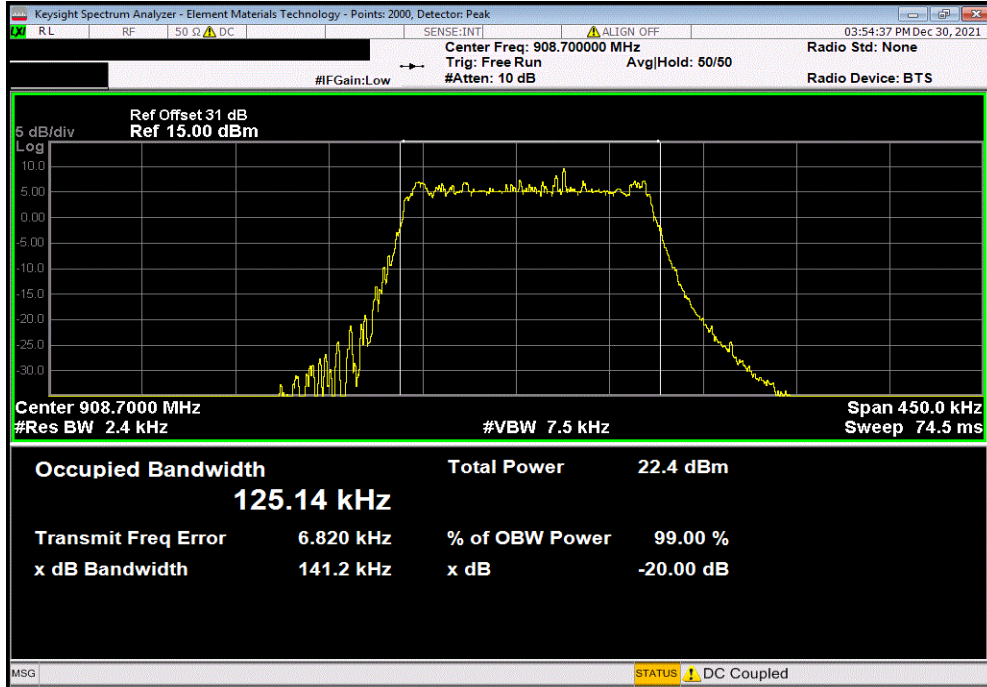 Keysight Spectrum Analyzer - Element Materials Technology - Points: 2000, Detector: Peak
LXI RL RF 50 Ω DC SENSE:INT ALIGN OFF 03:54:37 PM Dec 30, 2021
Center Freq: 908.700000 MHz Radio Std: None
Trig: Free Run Avg|Hold: 50/50
#IFGain:Low #Atten: 10 dB Radio Device: BTS
Ref Offset 31 dB
5 dB/div Ref 15.00 dBm
Log
10.0
5.00
0.00
-5.00
-10.0
-15.0
-20.0
-25.0
-30.0
Center 908.7000 MHz Span 450.0 kHz
#Res BW 2.4 kHz #VBW 7.5 kHz Sweep 74.5 ms
Occupied Bandwidth Total Power 22.4 dBm
125.14 kHz
Transmit Freq Error 6.820 kHz % of OBW Power 99.00 %
x dB Bandwidth 141.2 kHz x dB -20.00 dB
MSG STATUS DC Coupled